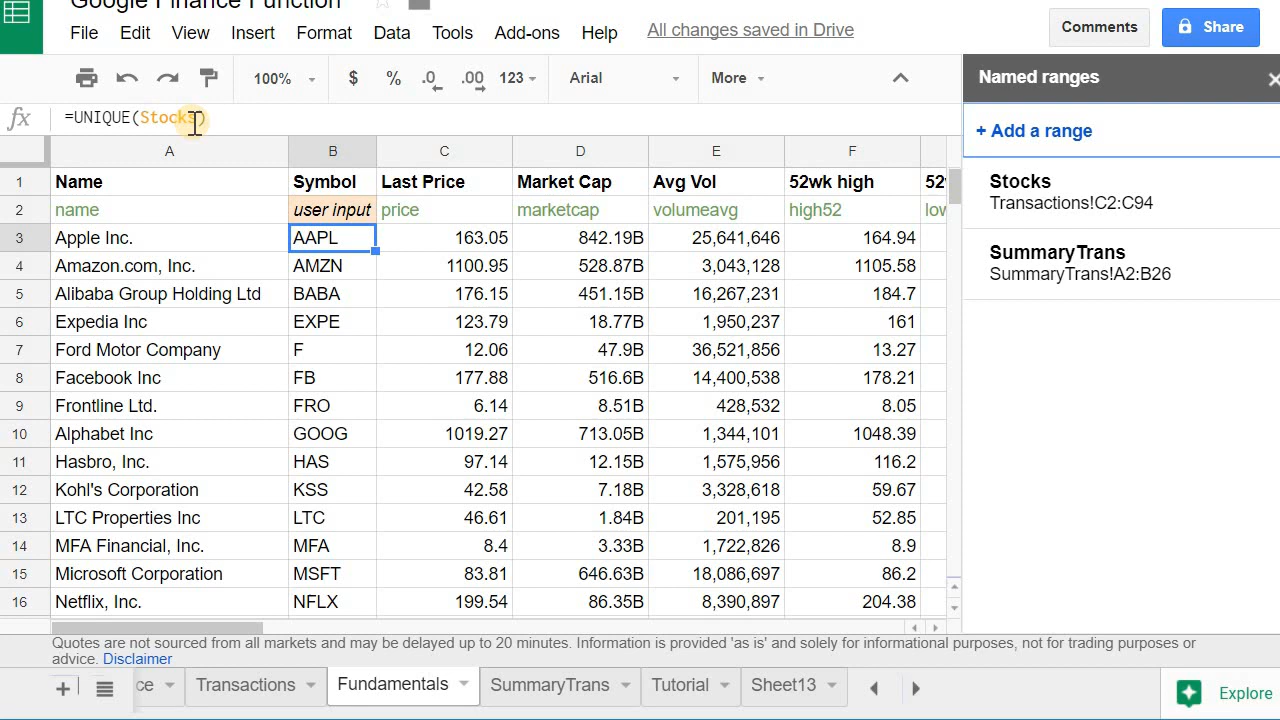 Google Finance Function
File Edit View Insert Format Data Tools Add-ons Help All changes saved in Drive
Comments
Share
100% $ % .0 .00 123 Arial More
Named ranges
fx =UNIQUE(Stocks)
+ Add a range
Stocks
Transactions!C2:C94
SummaryTrans
SummaryTrans!A2:B26
A B C D E F
1 Name Symbol Last Price Market Cap Avg Vol 52wk high 52
2 name user input price marketcap volumeavg high52 low
3 Apple Inc. AAPL 163.05 842.19B 25,641,646 164.94
4 Amazon.com, Inc. AMZN 1100.95 528.87B 3,043,128 1105.58
5 Alibaba Group Holding Ltd BABA 176.15 451.15B 16,267,231 184.7
6 Expedia Inc EXPE 123.79 18.77B 1,950,237 161
7 Ford Motor Company F 12.06 47.9B 36,521,856 13.27
8 Facebook Inc FB 177.88 516.6B 14,400,538 178.21
9 Frontline Ltd. FRO 6.14 8.51B 428,532 8.05
10 Alphabet Inc GOOG 1019.27 713.05B 1,344,101 1048.39
11 Hasbro, Inc. HAS 97.14 12.15B 1,575,956 116.2
12 Kohl's Corporation KSS 42.58 7.18B 3,328,618 59.67
13 LTC Properties Inc LTC 46.61 1.84B 201,195 52.85
14 MFA Financial, Inc. MFA 8.4 3.33B 1,722,826 8.9
15 Microsoft Corporation MSFT 83.81 646.63B 18,086,697 86.2
16 Netflix, Inc. NFLX 199.54 86.35B 8,390,897 204.38
Quotes are not sourced from all markets and may be delayed up to 20 minutes. Information is provided 'as is' and solely for informational purposes, not for trading purposes or
advice. Disclaimer
ce Transactions Fundamentals SummaryTrans Tutorial Sheet13
Explore